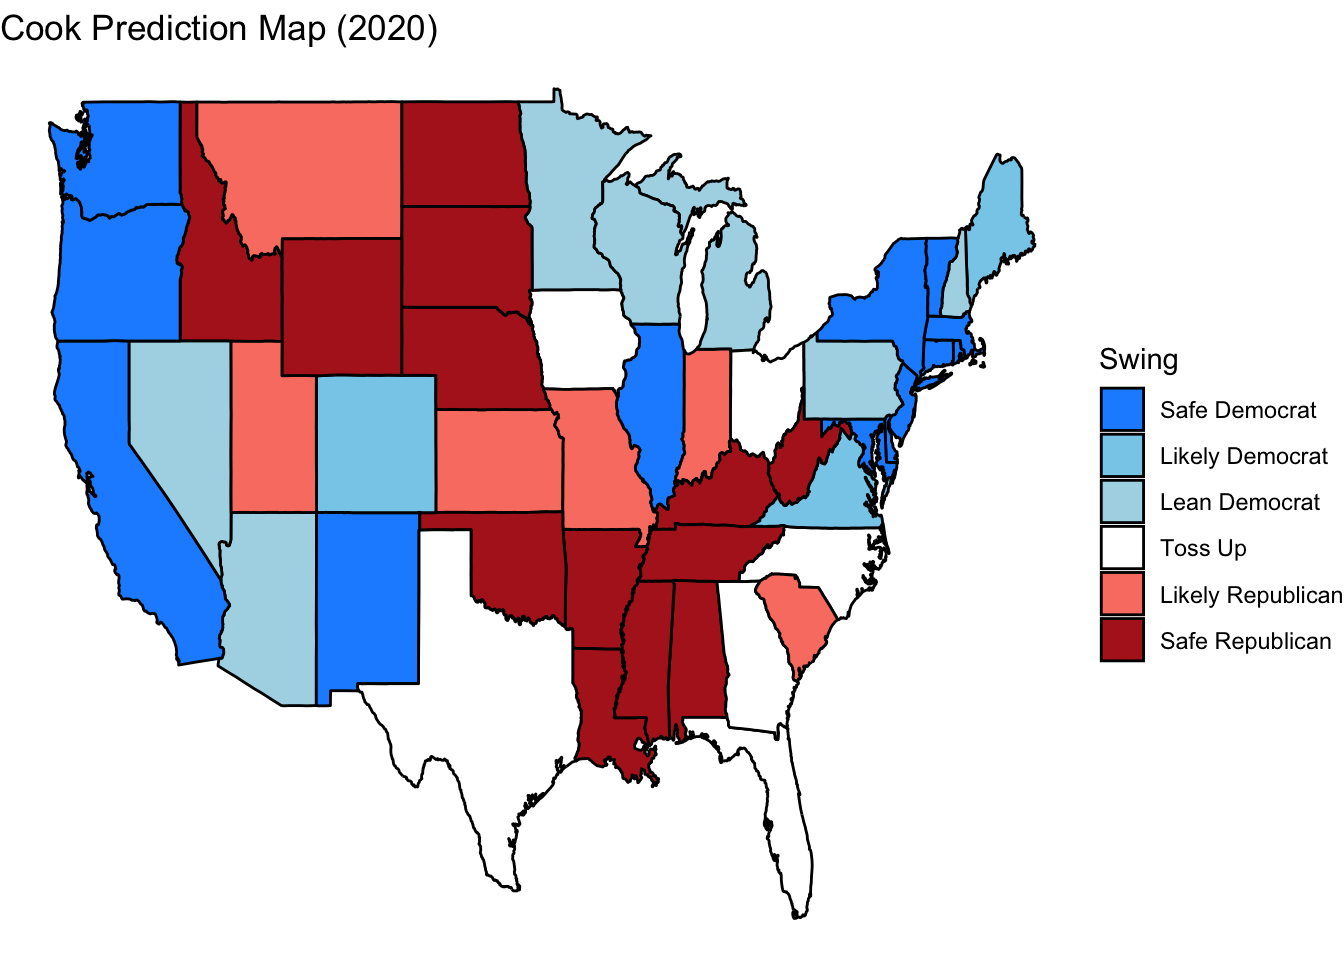 Cook Prediction Map (2020)
Swing
Safe Democrat
Likely Democrat
Lean Democrat
Toss Up
Likely Republican
Safe Republican